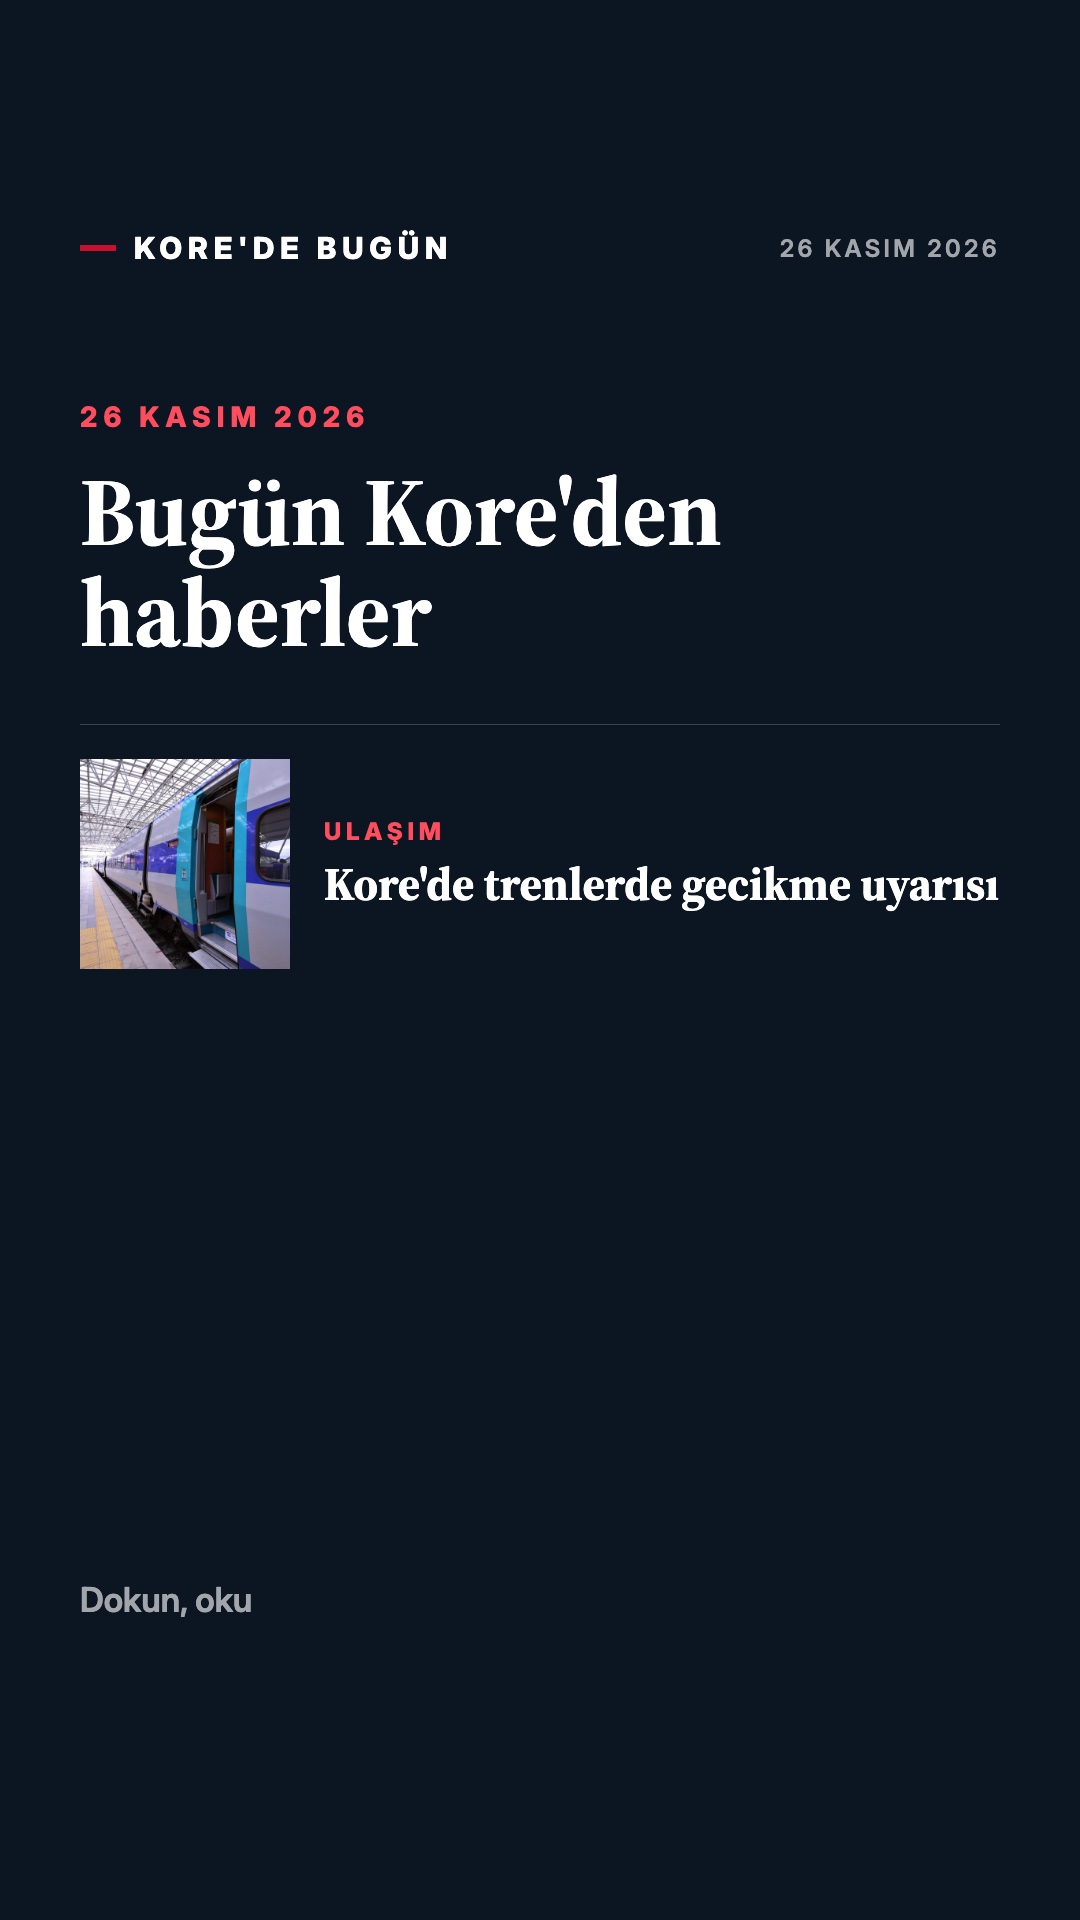 KORE'DE BUGÜN
26 KASIM 2026
26 KASIM 2026
Bugün Kore'den
haberler
ULAŞIM
Kore'de trenlerde gecikme uyarısı
Dokun, oku